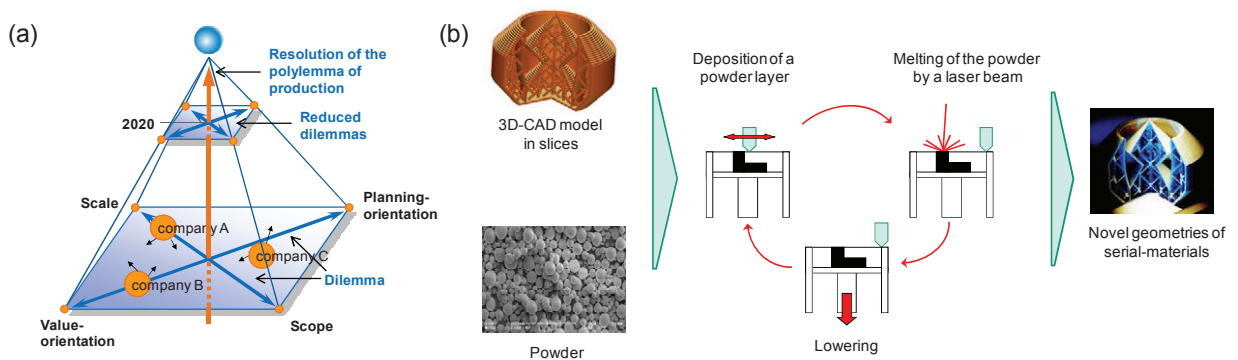 (a)
Resolution of the
polylemma of
production
2020
Reduced
dilemmas
Scale
Planning-
orientation
company A
company C
company B
Dilemma
Value-
orientation
Scope
(b)
3D-CAD model
in slices
Powder
Deposition of a
powder layer
Melting of the powder
by a laser beam
Lowering
Novel geometries of
serial-materials